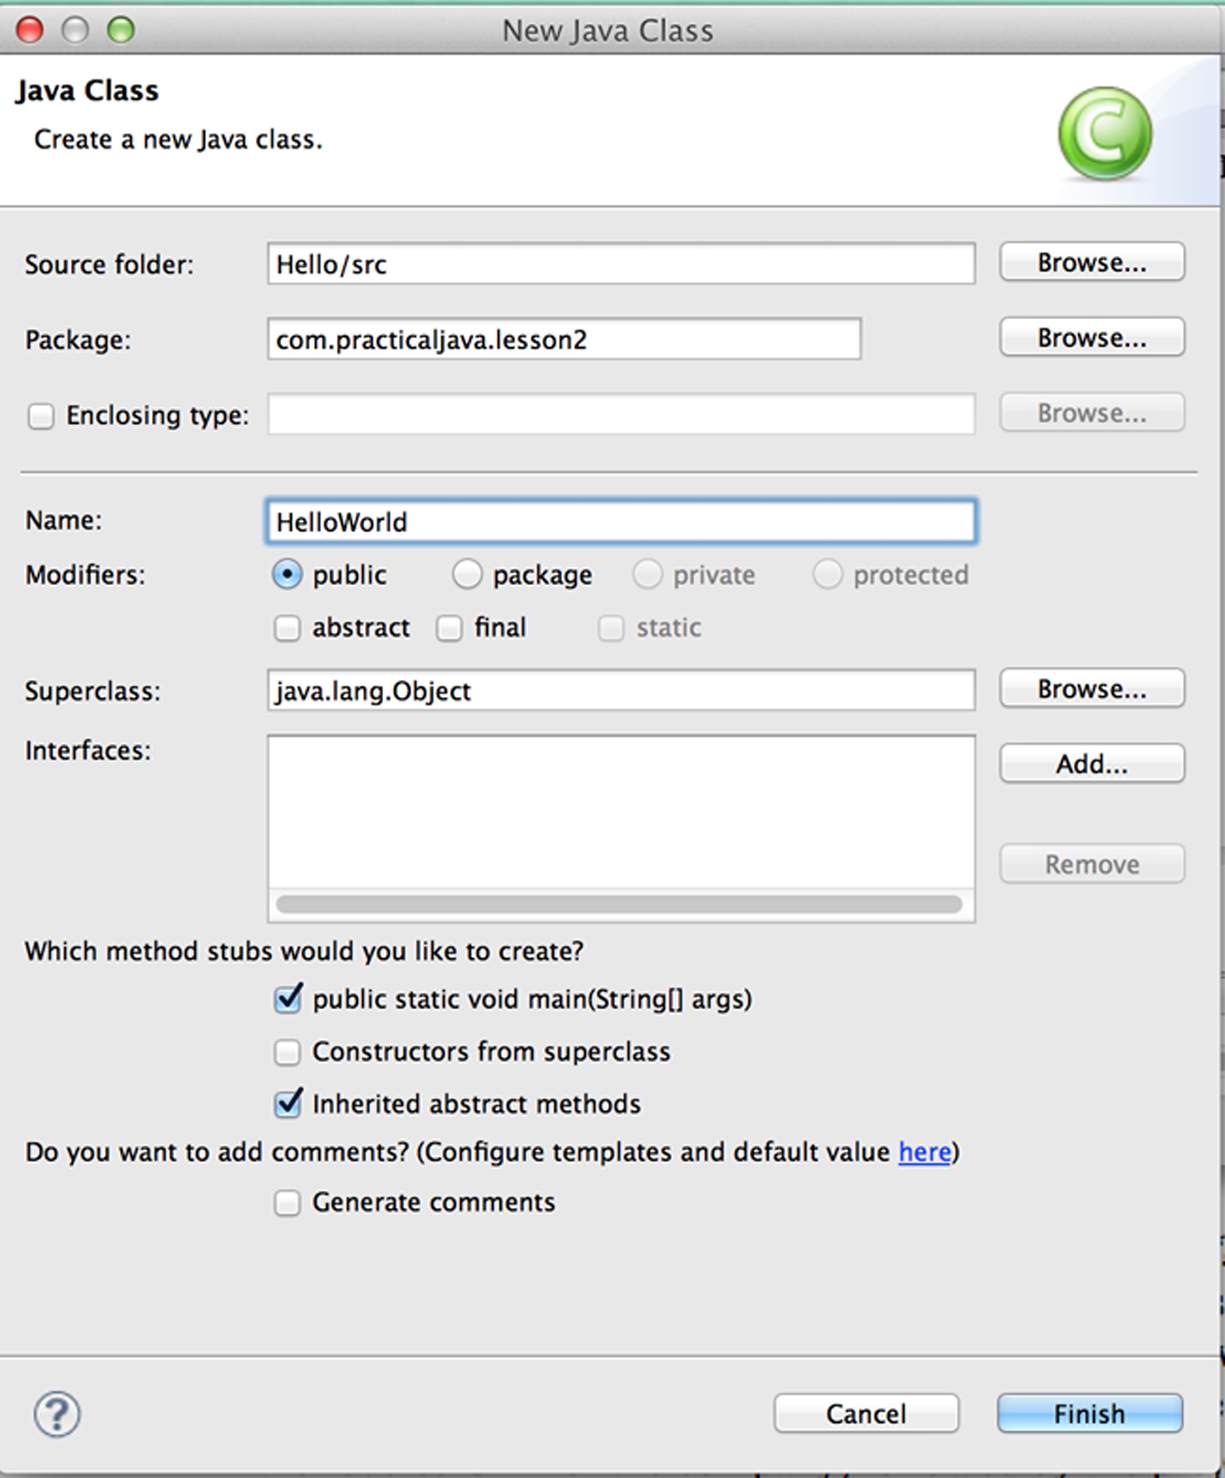 New Java Class
Java Class
Create a new Java class.
C
Source folder: Hello/src Browse...
Package: com.practicaljava.lesson2 Browse...
Enclosing type: Browse...
Name: HelloWorld
Modifiers: public package private protected
abstract final static
Superclass: java.lang.Object Browse...
Interfaces: Add...
Remove
Which method stubs would you like to create?
public static void main(String[] args)
Constructors from superclass
Inherited abstract methods
Do you want to add comments? (Configure templates and default value here)
Generate comments
? Cancel Finish